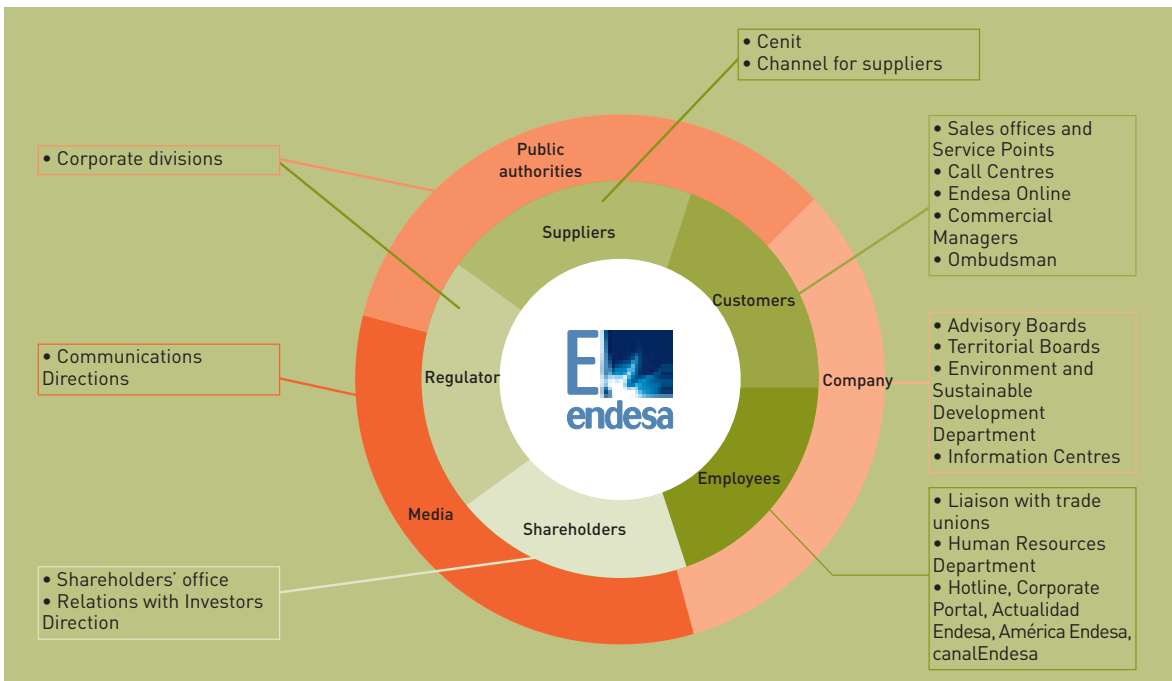 • Cenit
• Channel for suppliers
• Corporate divisions
Public
authorities
• Sales offices and
Service Points
• Call Centres
• Endesa Online
• Commercial
Managers
• Ombudsman
Suppliers
Customers
• Communications
Directions
Regulator
E
endesa
Company
• Advisory Boards
• Territorial Boards
• Environment and
Sustainable
Development
Department
• Information Centres
Employees
Media
Shareholders
• Shareholders’ office
• Relations with Investors
Direction
• Liaison with trade
unions
• Human Resources
Department
• Hotline, Corporate
Portal, Actualidad
Endesa, América Endesa,
canalEndesa